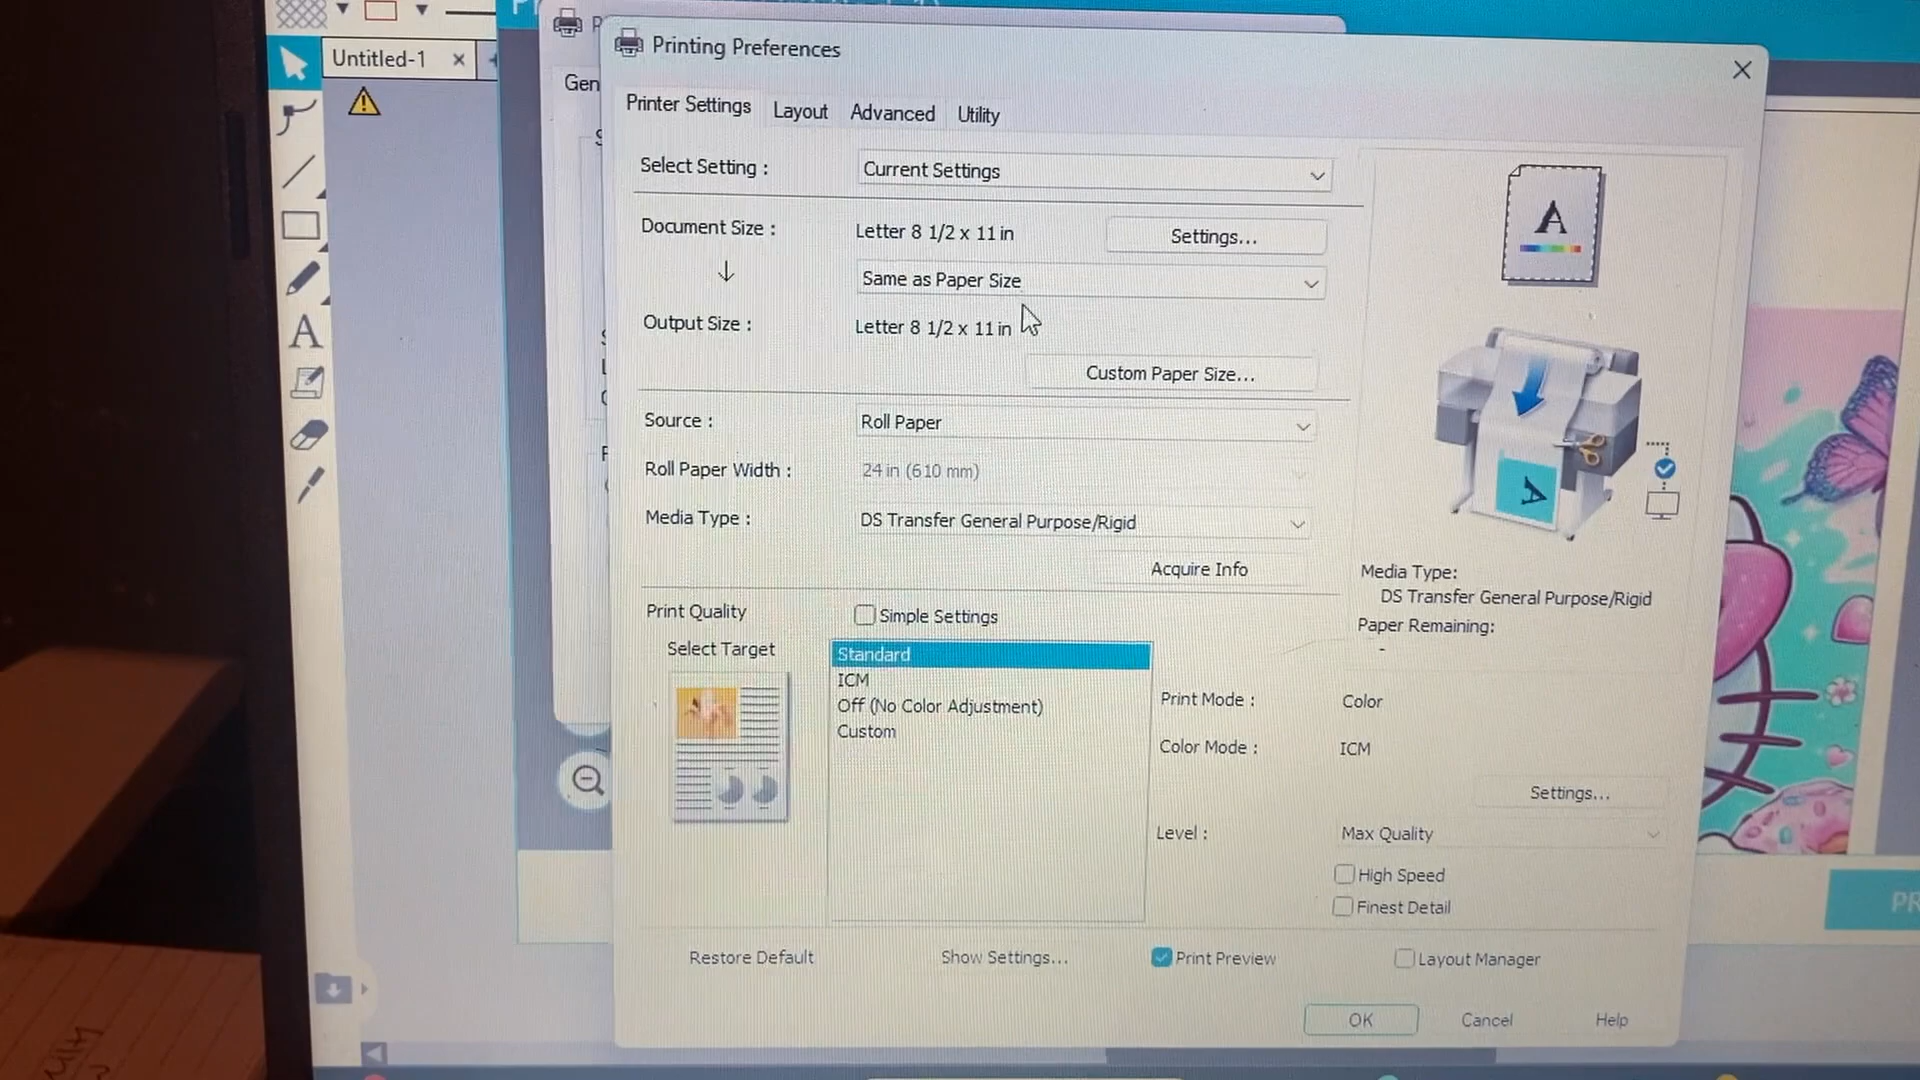 Untitled-1
Gen
Printing Preferences
Printer Settings
Layout
Advanced
Utility
Select Setting :
Current Settings
Document Size :
Letter 8 1/2 x 11 in
Settings...
Same as Paper Size
Output Size :
Letter 8 1/2 x 11 in
Custom Paper Size...
Source :
Roll Paper
Roll Paper Width :
24 in (610 mm)
Media Type :
DS Transfer General Purpose/Rigid
Acquire Info
Media Type:
DS Transfer General Purpose/Rigid
Paper Remaining:
-
Print Quality
Simple Settings
Select Target
Standard
ICM
Off (No Color Adjustment)
Custom
Print Mode :
Color
Color Mode :
ICM
Settings...
Level :
Max Quality
High Speed
Finest Detail
Restore Default
Show Settings...
Print Preview
Layout Manager
OK
Cancel
Help
PR